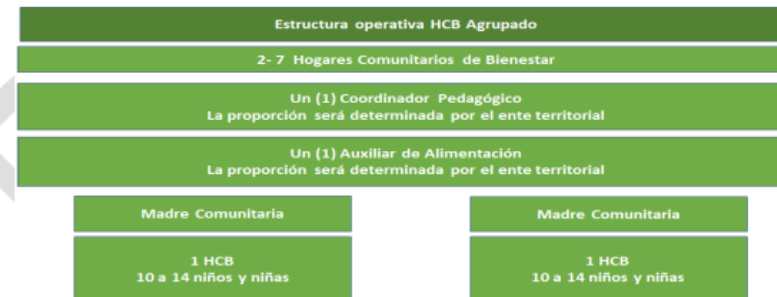 Estructura operativa HCB Agrupado
2- 7 Hogares Comunitarios de Bienestar
Un (1) Coordinador Pedagógico
La proporción será determinada por el ente territorial
Un (1) Auxiliar de Alimentación
La proporción será determinada por el ente territorial
Madre Comunitaria
1 HCB
10 a 14 niños y niñas
Madre Comunitaria
1 HCB
10 a 14 niños y niñas